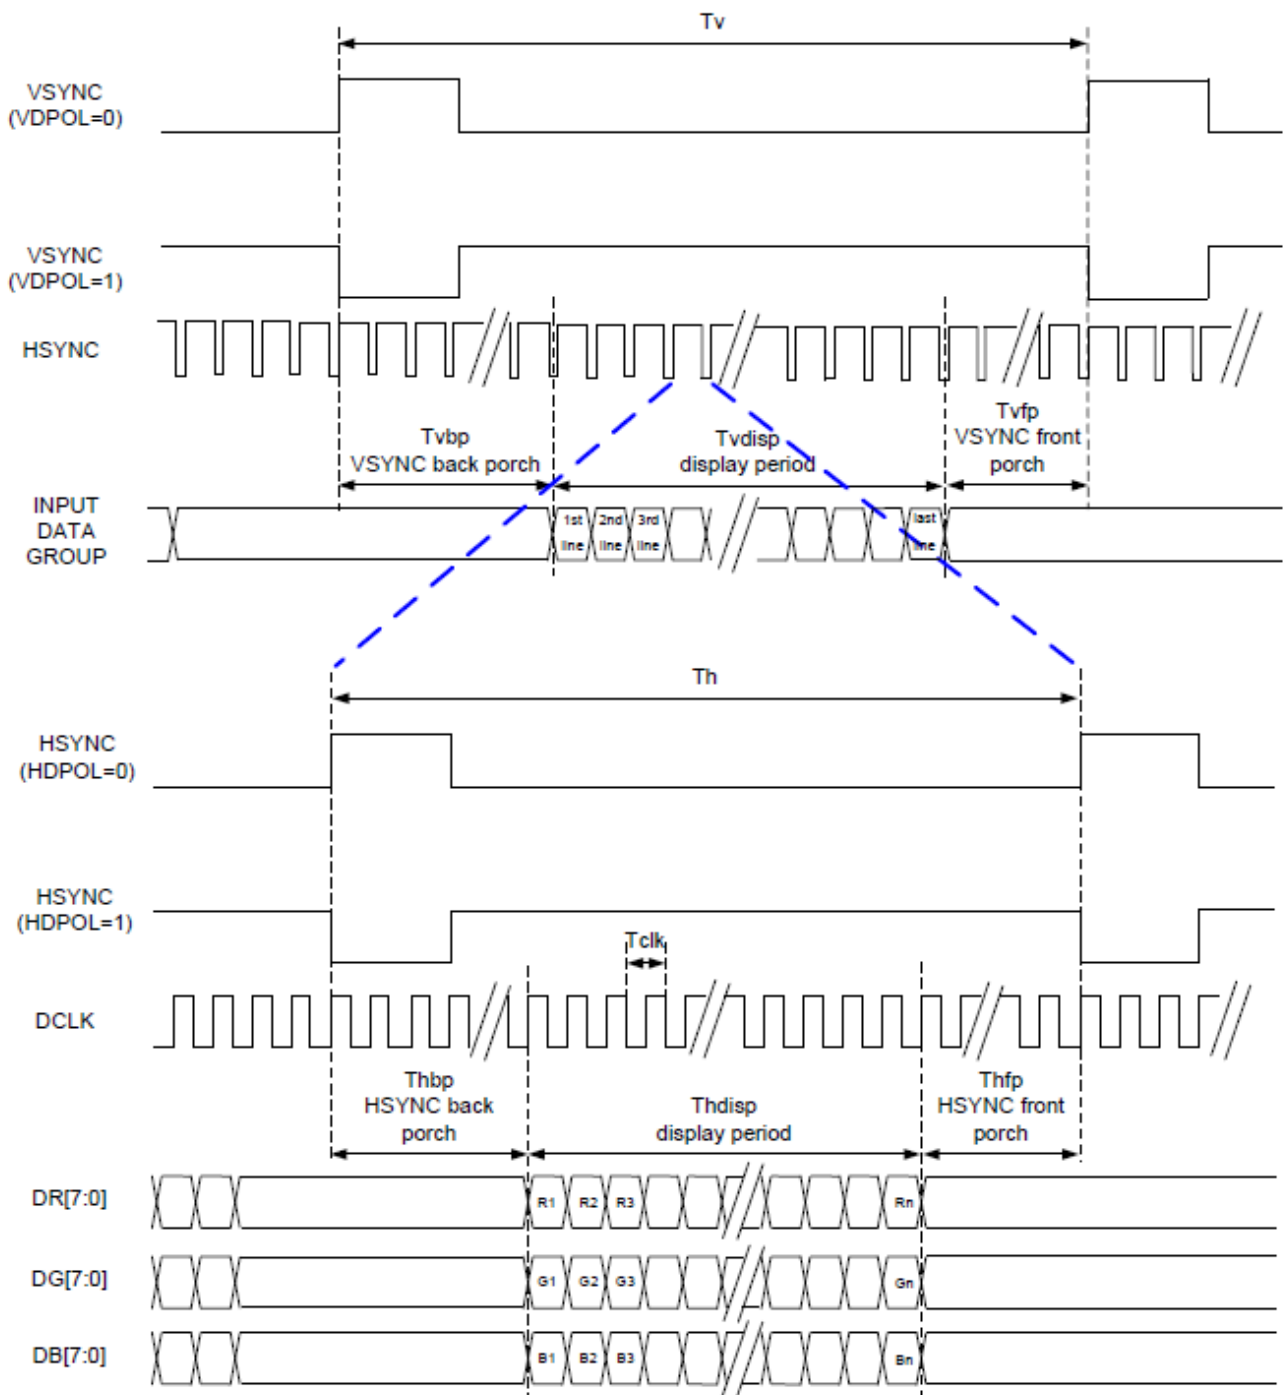 Tv
VSYNC
(VDPOL=0)
VSYNC
(VDPOL=1)
HSYNC
Tvbp
VSYNC back porch
Tvdisp
display period
Tvfp
VSYNC front
porch
INPUT
DATA
GROUP
1st
line
2nd
line
3rd
line
last
line
Th
HSYNC
(HDPOL=0)
HSYNC
(HDPOL=1)
Tclk
DCLK
Thbp
HSYNC back
porch
Thdisp
display period
Thfp
HSYNC front
porch
DR[7:0]
R1 R2 R3 Rn
DG[7:0]
G1 G2 G3 Gn
DB[7:0]
B1 B2 B3 Bn